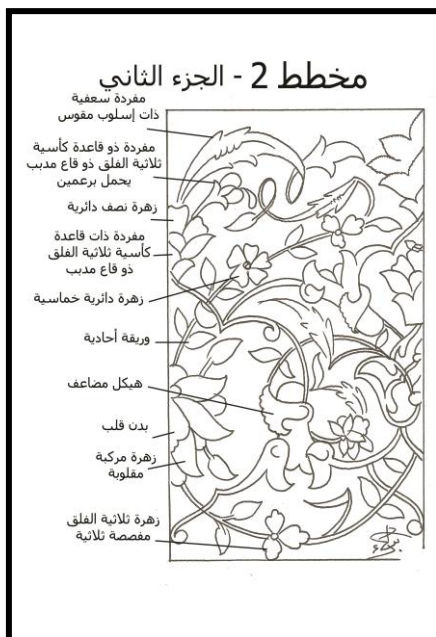 مخطط 2 - الجزء الثاني
مفردة سعفية
ذات إسلوب مقوس
مفردة ذو قاعدة كأسية
ثلاثية الفلق ذو قاع مدبب
يحمل برعمين
زهرة نصف دائرية
مفردة ذات قاعدة
كأسية ثلاثية الفلق
ذو قاع مدبب
زهرة دائرية خماسية
وريقة أحادية
هيكل مضاعف
بدن قلب
زهرة مركبة
مقلوبة
زهرة ثلاثية الفلق
مفصصة ثلاثية